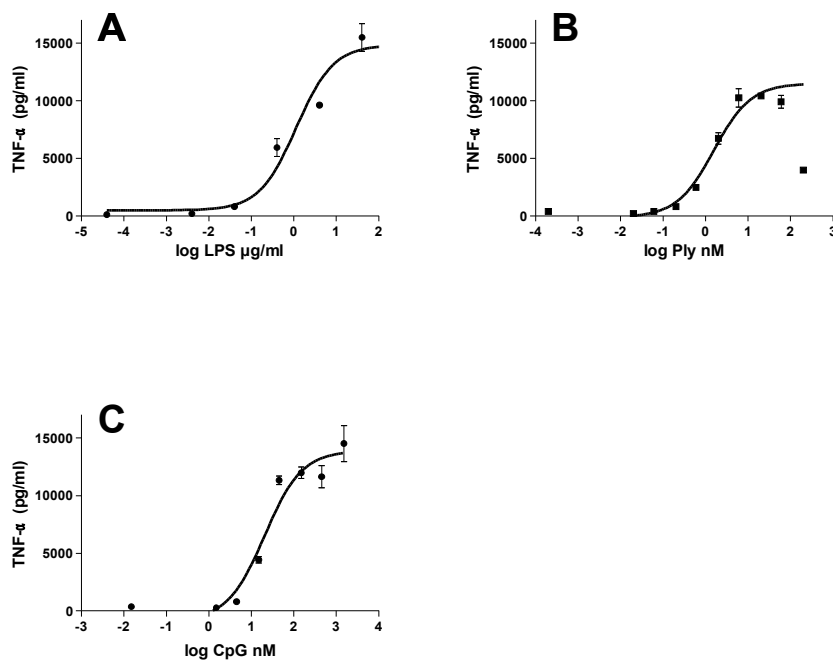 A
15000
10000
5000
0
TNF-α (pg/ml)
-5 -4 -3 -2 -1 0 1 2
log LPS µg/ml
B
15000
10000
5000
0
TNF-α (pg/ml)
-4 -3 -2 -1 0 1 2 3
log Ply nM
C
15000
10000
5000
0
TNF-α (pg/ml)
-3 -2 -1 0 1 2 3 4
log CpG nM